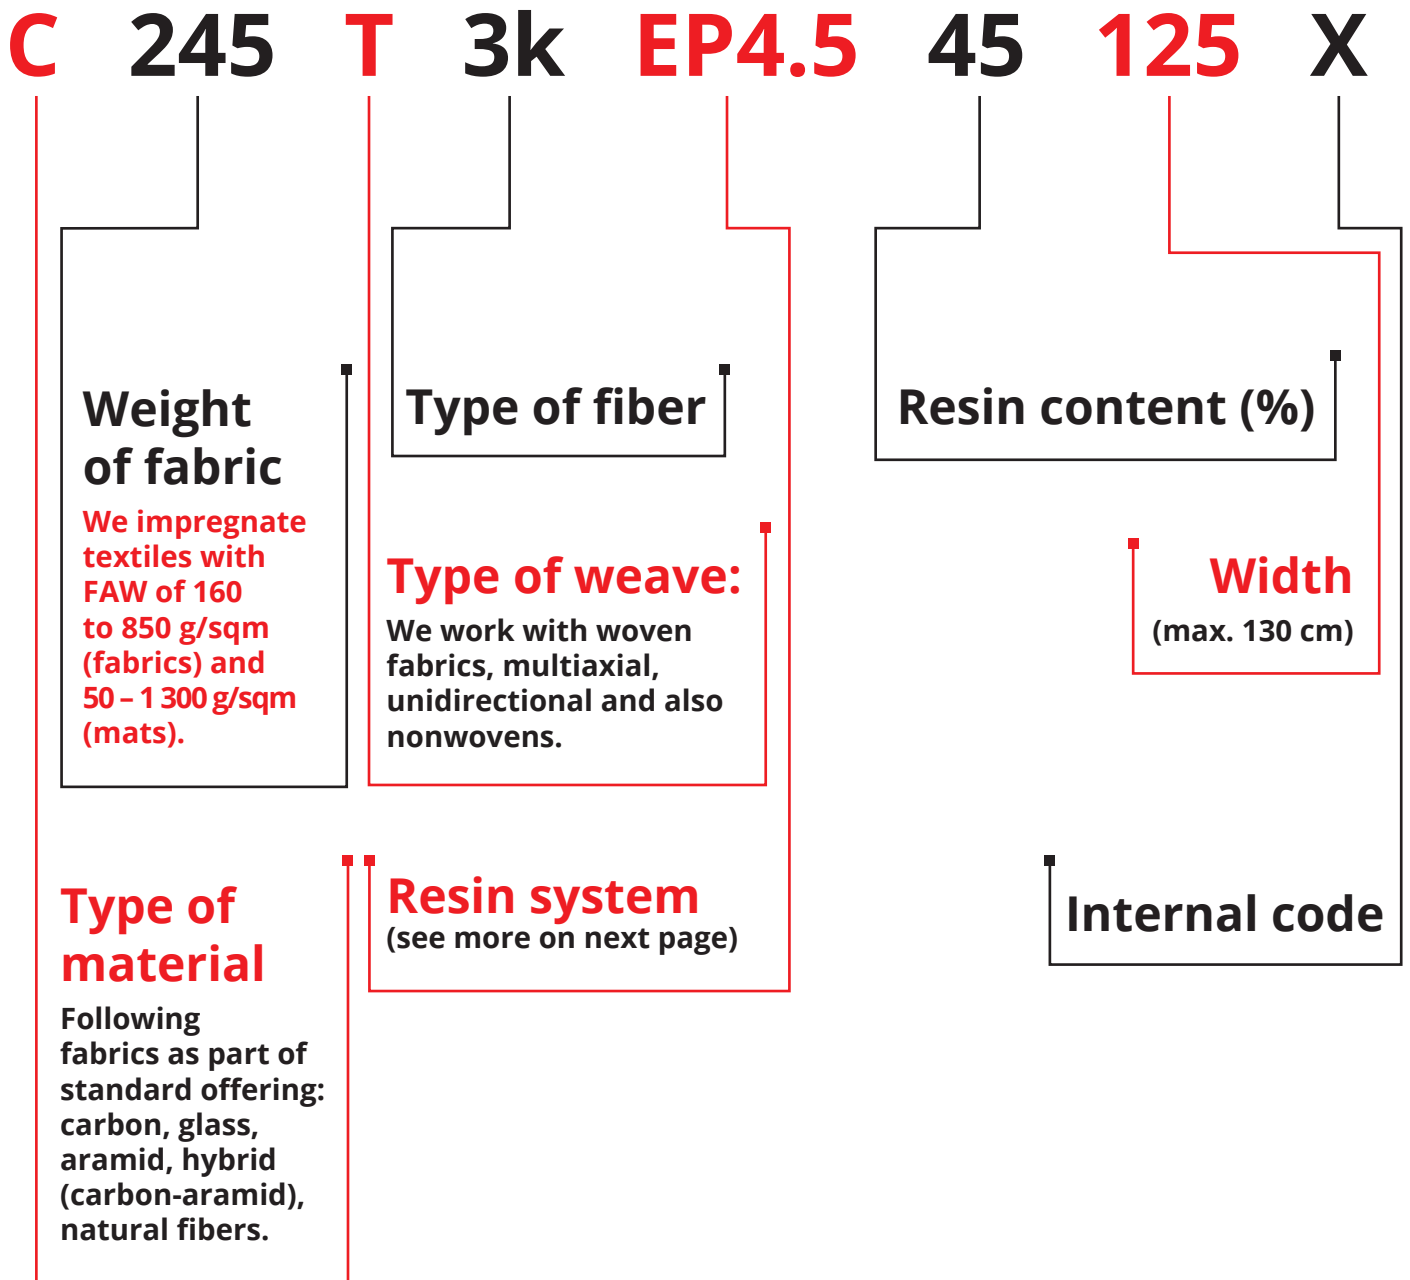 C 245 T 3k EP4.5 45 125 X
Weight
of fabric
We impregnate
textiles with
FAW of 160
to 850 g/sqm
(fabrics) and
50 – 1 300 g/sqm
(mats).
Type of fiber
Resin content (%)
Type of weave:
We work with woven
fabrics, multiaxial,
unidirectional and also
nonwovens.
Width
(max. 130 cm)
Type of
material
Following
fabrics as part of
standard offering:
carbon, glass,
aramid, hybrid
(carbon-aramid),
natural fibers.
Resin system
(see more on next page)
Internal code